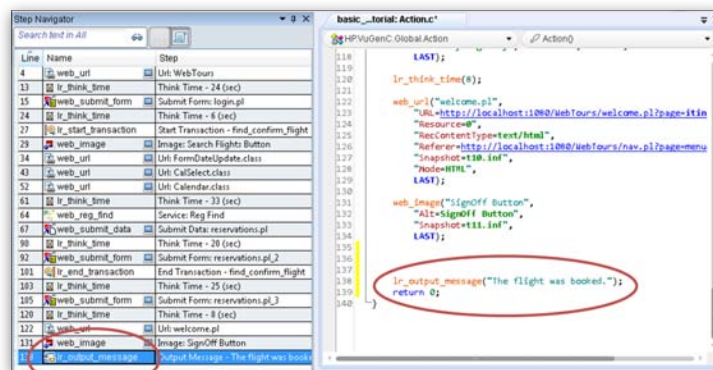 Step Navigator
Search text in All
Line Name Step
4 web_url Url: WebTours
13 lr_think_time Think Time - 24 (sec)
15 web_submit_form Submit Form: login.pl
24 lr_think_time Think Time - 6 (sec)
27 lr_start_transaction Start Transaction - find_confirm_flight
29 web_image Image: Search Flights Button
34 web_url Url: FormDateUpdate.class
43 web_url Url: CalSelect.class
52 web_url Url: Calendar.class
61 lr_think_time Think Time - 33 (sec)
64 web_reg_find Service: Reg Find
67 web_submit_data Submit Data: reservations.pl
90 lr_think_time Think Time - 20 (sec)
92 web_submit_form Submit Form: reservations.pl_2
101 lr_end_transaction End Transaction - find_confirm_flight
103 lr_think_time Think Time - 25 (sec)
105 web_submit_form Submit Form: reservations.pl_3
120 lr_think_time Think Time - 8 (sec)
122 web_url Url: welcome.pl
131 web_image Image: SignOff Button
lr_output_message Output Message - The flight was booke
basic_...torial: Action.c*
HP.VuGenC.Global.Action Action()
118 LAST);
119
120 lr_think_time(8);
121
122 web_url("welcome.pl",
123 "URL=http://localhost:1080/WebTours/welcome.pl?page=itin
124 "Resource=0",
125 "RecContentType=text/html",
126 "Referer=http://localhost:1080/WebTours/nav.pl?page=menu
127 "Snapshot=t10.inf",
128 "Mode=HTML",
129 LAST);
130
131 web_image("SignOff Button",
132 "Alt=SignOff Button",
133 "Snapshot=t11.inf",
134 LAST);
135
136
137
138 lr_output_message("The flight was booked.");
139 return 0;
140 }